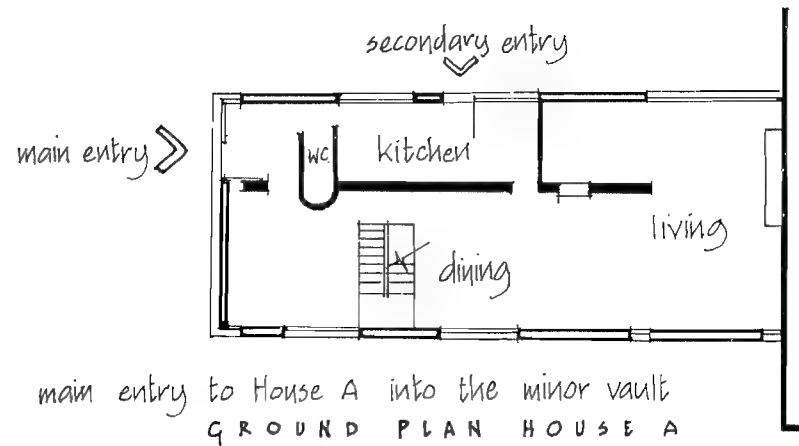 secondary entry
main entry
WC
kitchen
living
dining
main entry to House A into the minor vault
GROUND PLAN HOUSE A